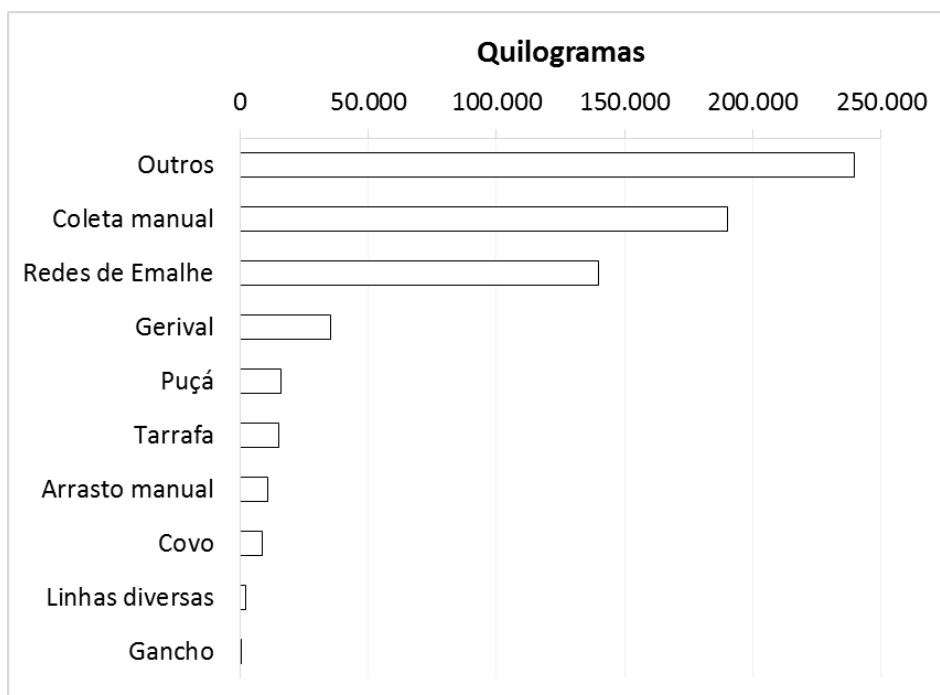 Quilogramas
0 50.000 100.000 150.000 200.000 250.000
Outros
Coleta manual
Redes de Emalhe
Gerival
Puçá
Tarrafa
Arrasto manual
Covo
Linhas diversas
Gancho